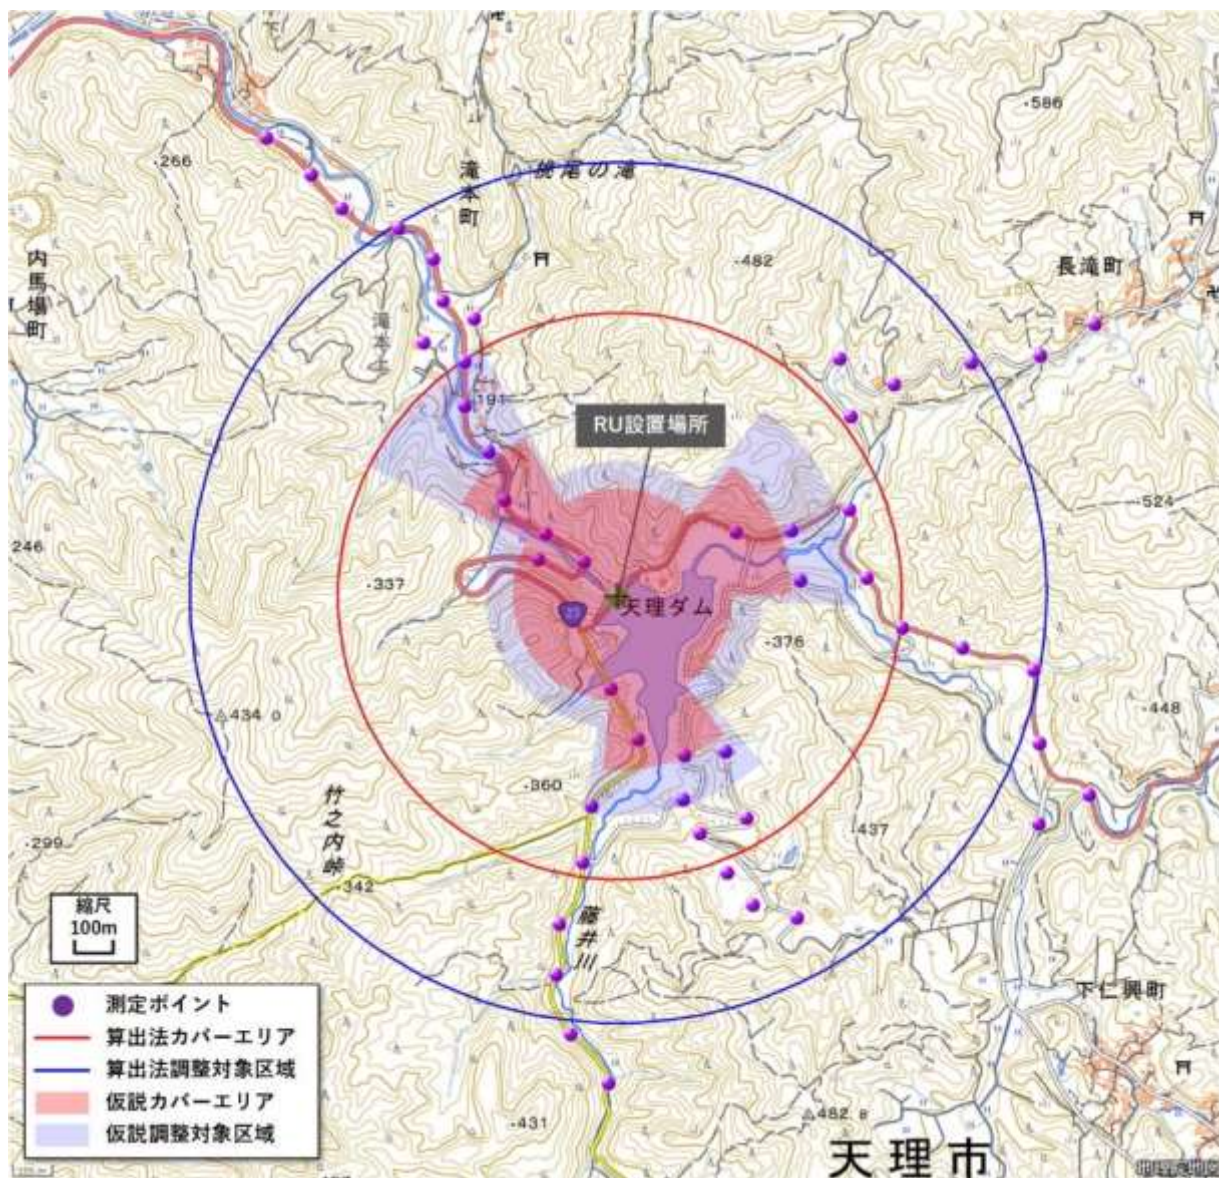 586
266
桃尾の滝
滝本町
482
長滝町
内馬場町
滝本上
191
RU設置場所
524
246
337
天理ダム
376
434 0
448
360
竹之内峠
437
299
342
縮尺
100m
藤井川
下仁興町
測定ポイント
算出法カバーエリア
算出法調整対象区域
仮説カバーエリア
仮説調整対象区域
431
482 8
天理市